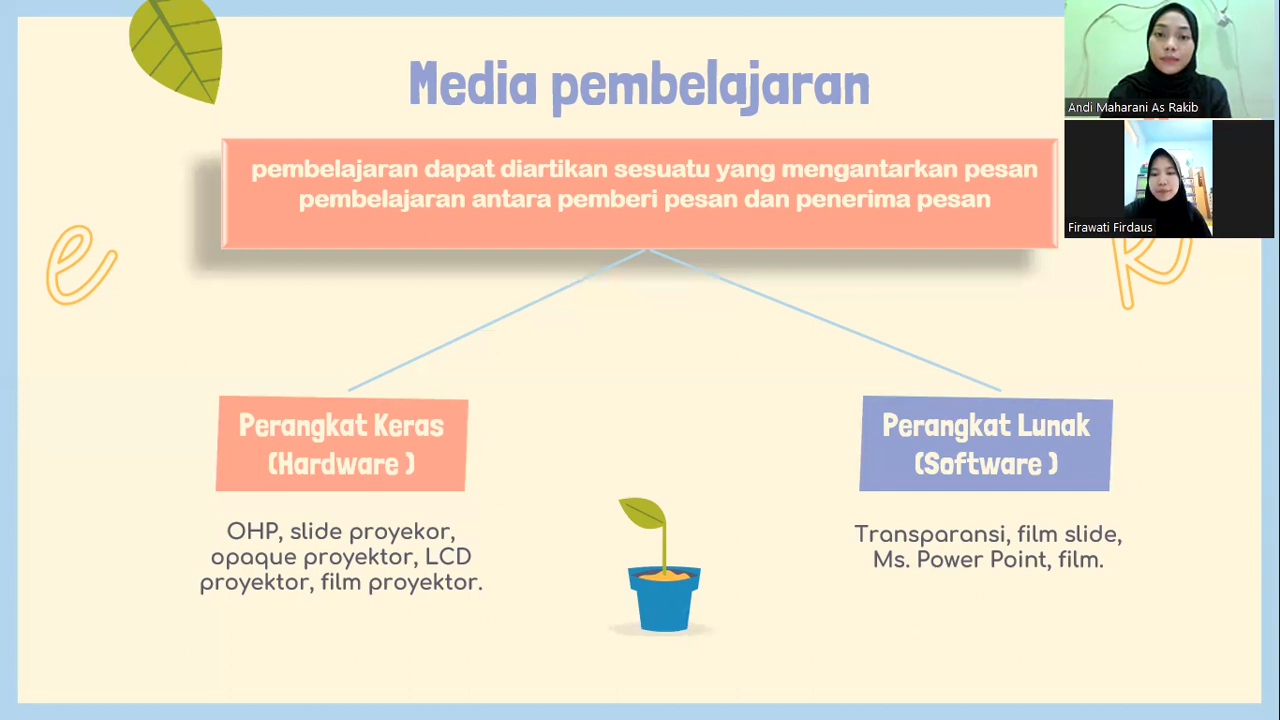 Media pembelajaran
pembelajaran dapat diartikan sesuatu yang mengantarkan pesan
pembelajaran antara pemberi pesan dan penerima pesan
Perangkat Keras
(Hardware )
OHP, slide proyekor,
opaque proyektor, LCD
proyektor, film proyektor.
Perangkat Lunak
(Software )
Transparansi, film slide,
Ms. Power Point, film.
e
k
Andi Maharani As Rakib
Firawati Firdaus